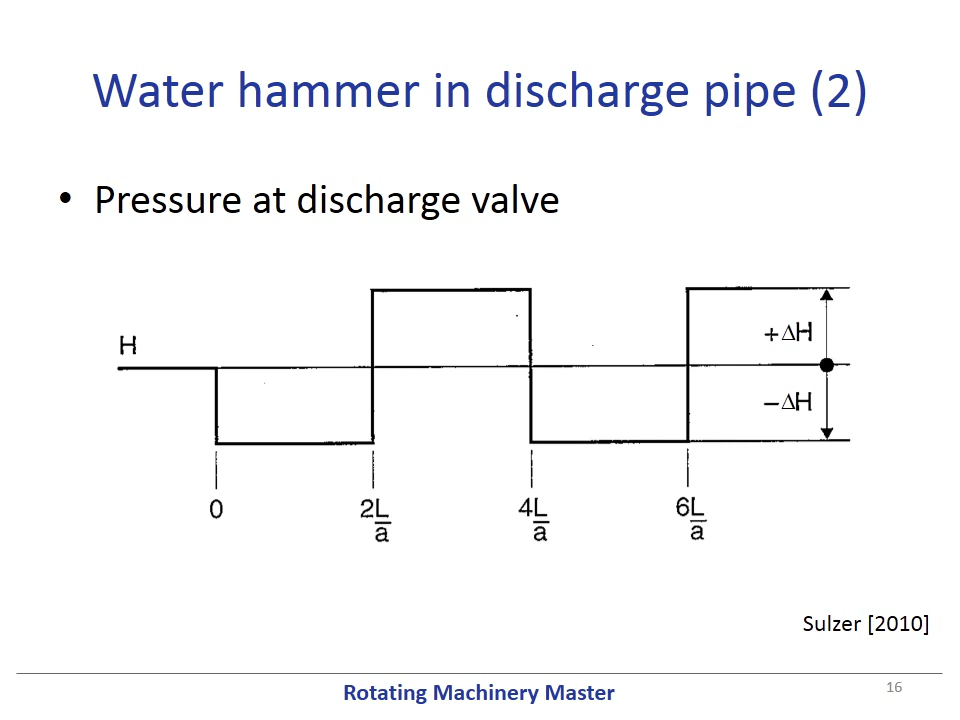 Water hammer in discharge pipe (2)
• Pressure at discharge valve
H
+ΔH
−ΔH
0
2L
a
4L
a
6L
a
Sulzer [2010]
Rotating Machinery Master
16